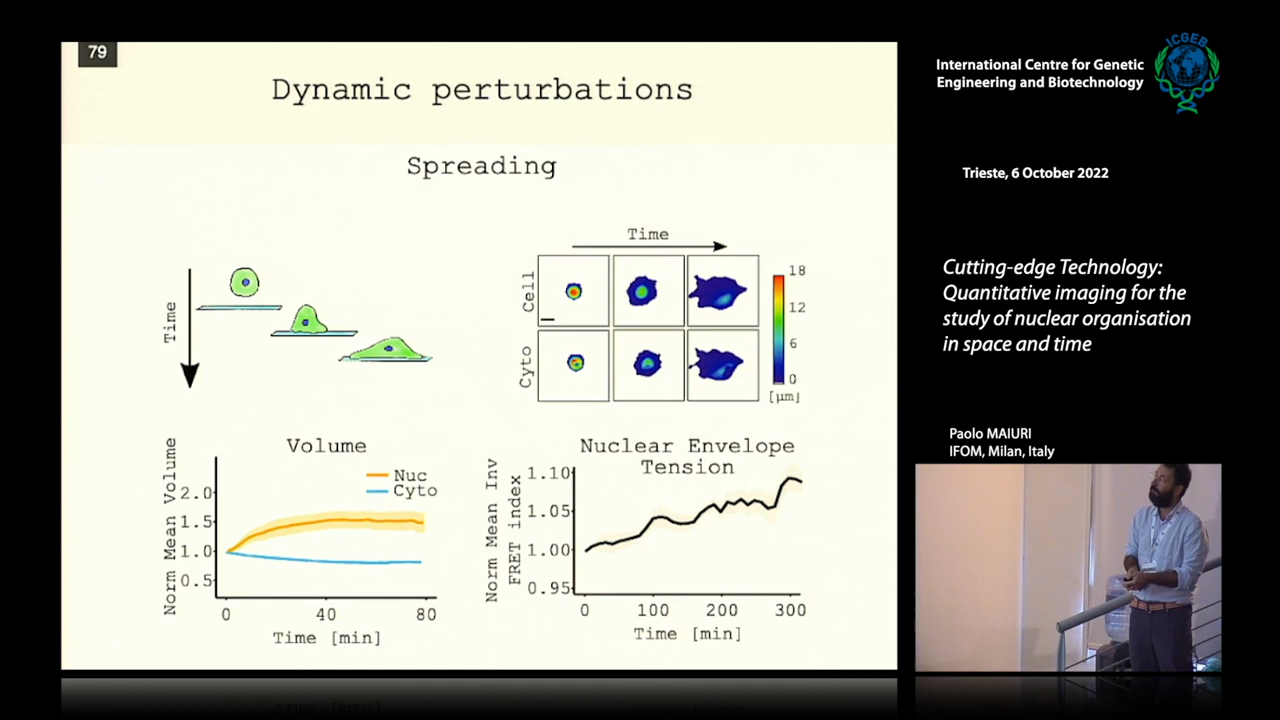 79
Dynamic perturbations
Spreading
Time
Time
Cell
Cyto
18
12
6
0
[µm]
Volume
Norm Mean Volume
2.0
1.5
1.0
0.5
Nuc
Cyto
0 40 80
Time [min]
Nuclear Envelope
Tension
Norm Mean Inv
FRET index
1.10
1.05
1.00
0.95
0 100 200 300
Time [min]
International Centre for Genetic
Engineering and Biotechnology
ICGEB
Trieste, 6 October 2022
Cutting-edge Technology:
Quantitative imaging for the
study of nuclear organisation
in space and time
Paolo MAIURI
IFOM, Milan, Italy